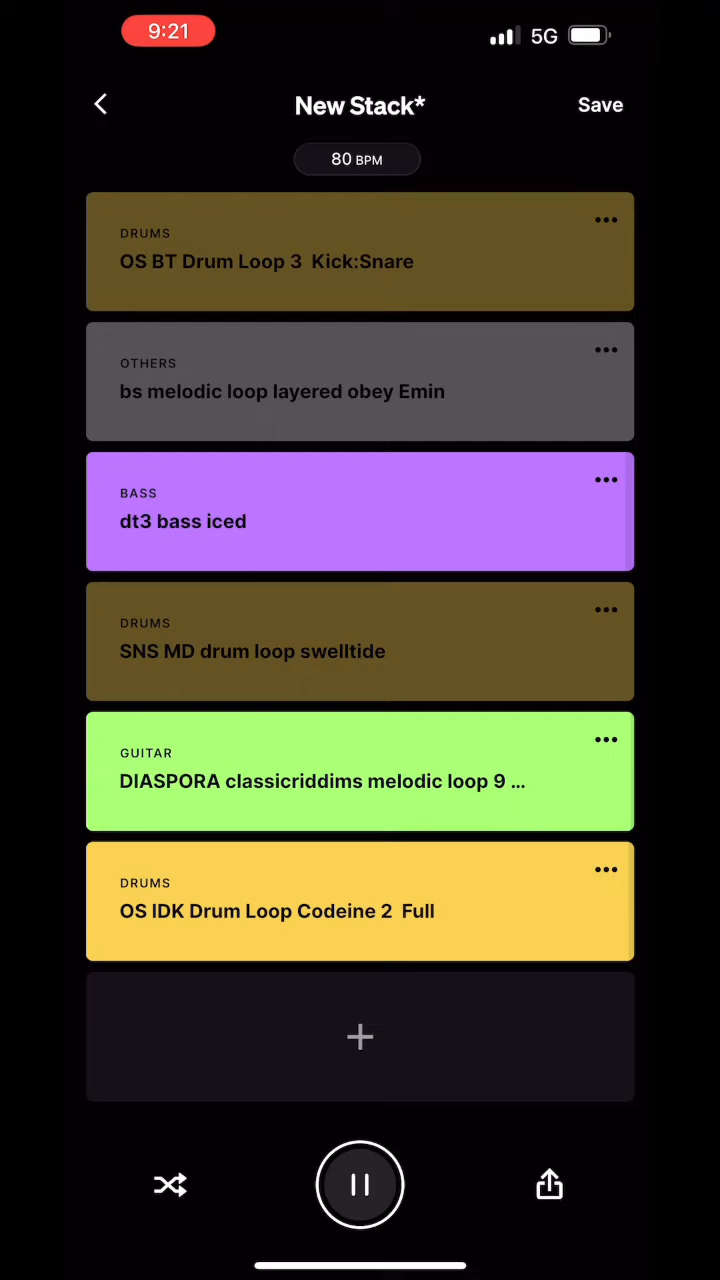 9:21
5G
New Stack*
Save
80 BPM
DRUMS
OS BT Drum Loop 3  Kick:Snare
OTHERS
bs melodic loop layered obey Emin
BASS
dt3 bass iced
DRUMS
SNS MD drum loop swelltide
GUITAR
DIASPORA classicriddims melodic loop 9 ...
DRUMS
OS IDK Drum Loop Codeine 2  Full